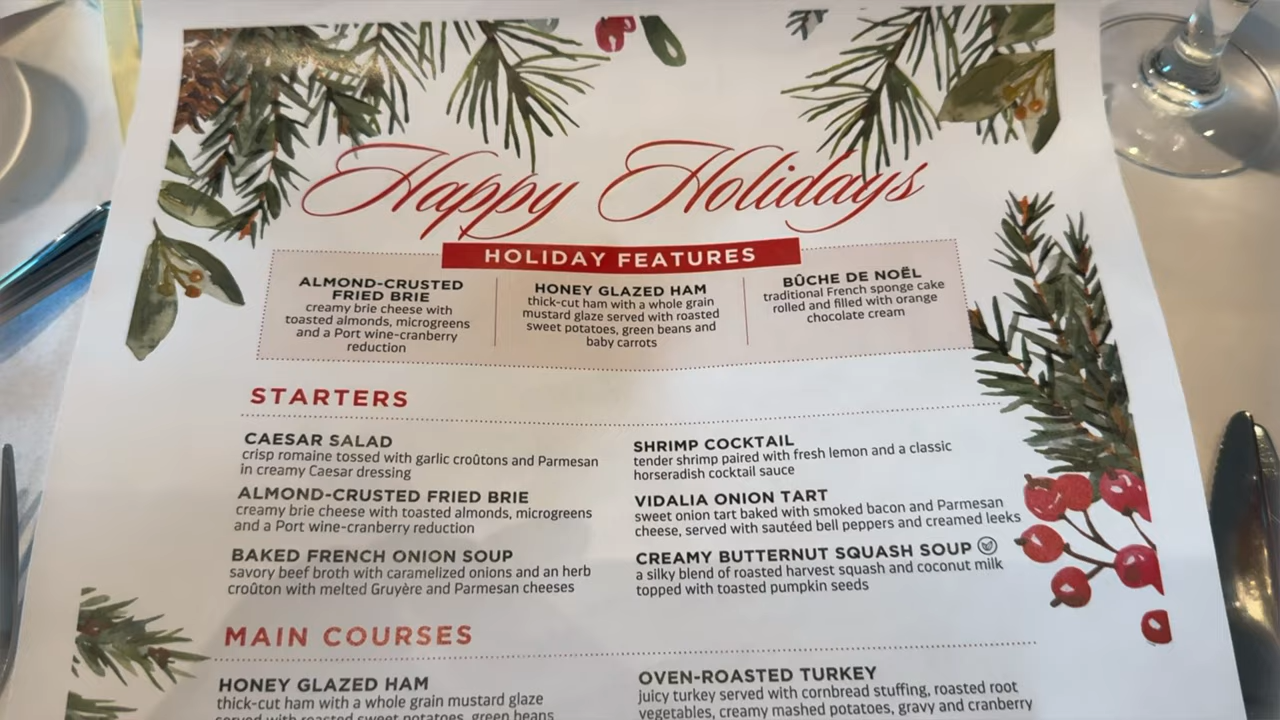 Happy Holidays
HOLIDAY FEATURES
ALMOND-CRUSTED
FRIED BRIE
creamy brie cheese with
toasted almonds, microgreens
and a Port wine-cranberry
reduction
HONEY GLAZED HAM
thick-cut ham with a whole grain
mustard glaze served with roasted
sweet potatoes, green beans and
baby carrots
BÛCHE DE NOËL
traditional French sponge cake
rolled and filled with orange
chocolate cream
STARTERS
CAESAR SALAD
crisp romaine tossed with garlic croûtons and Parmesan
in creamy Caesar dressing
ALMOND-CRUSTED FRIED BRIE
creamy brie cheese with toasted almonds, microgreens
and a Port wine-cranberry reduction
BAKED FRENCH ONION SOUP
savory beef broth with caramelized onions and an herb
croûton with melted Gruyère and Parmesan cheeses
SHRIMP COCKTAIL
tender shrimp paired with fresh lemon and a classic
horseradish cocktail sauce
VIDALIA ONION TART
sweet onion tart baked with smoked bacon and Parmesan
cheese, served with sautéed bell peppers and creamed leeks
CREAMY BUTTERNUT SQUASH SOUP
a silky blend of roasted harvest squash and coconut milk
topped with toasted pumpkin seeds
MAIN COURSES
HONEY GLAZED HAM
thick-cut ham with a whole grain mustard glaze
served with roasted sweet potatoes, green beans
OVEN-ROASTED TURKEY
juicy turkey served with cornbread stuffing, roasted root
vegetables, creamy mashed potatoes, gravy and cranberry